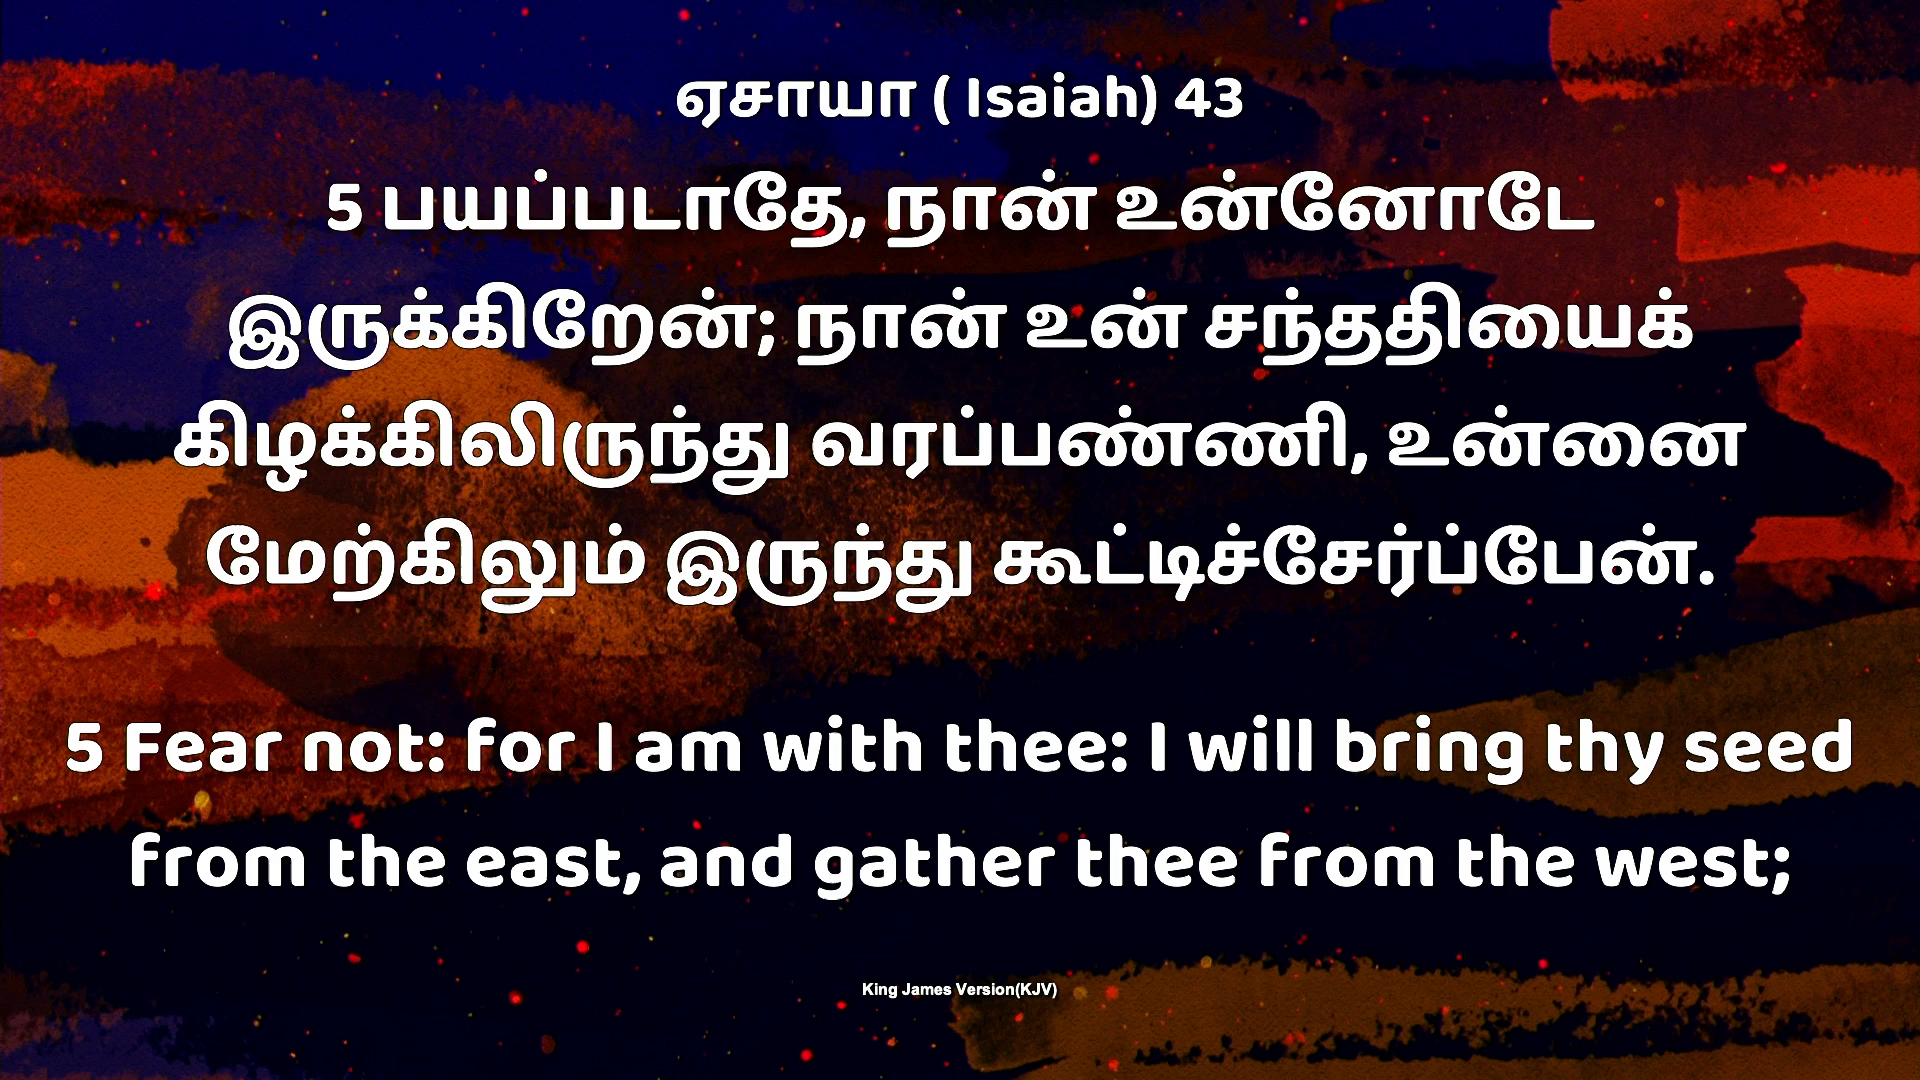 ஏசாயா ( Isaiah) 43
5 பயப்படாதே, நான் உன்னோடே
இருக்கிறேன்; நான் உன் சந்ததியைக்
கிழக்கிலிருந்து வரப்பண்ணி, உன்னை
மேற்கிலும் இருந்து கூட்டிச்சேர்ப்பேன்.
5 Fear not: for I am with thee: I will bring thy seed
from the east, and gather thee from the west;
King James Version(KJV)